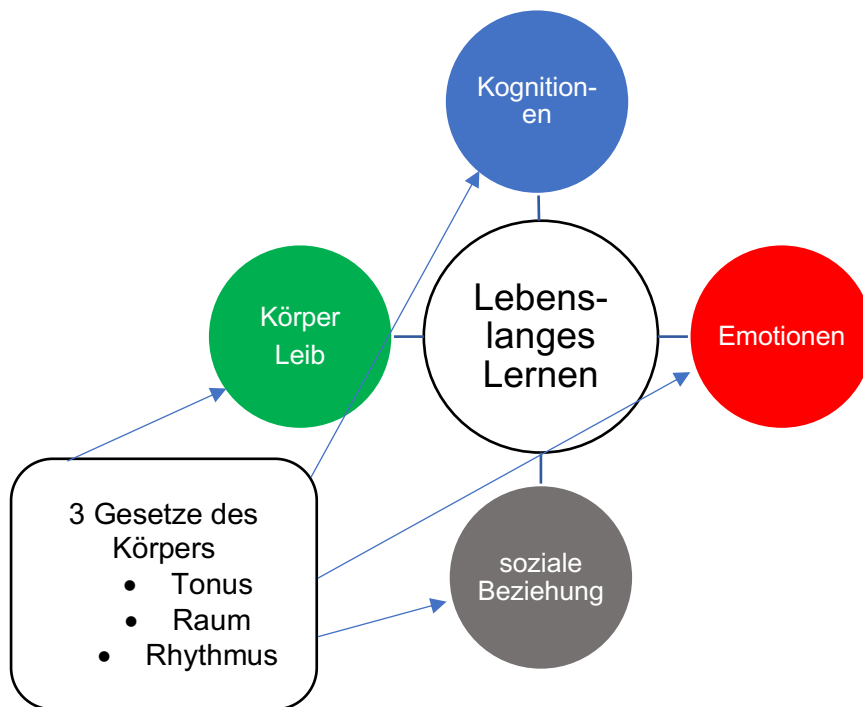 Kognition-
en
Körper
Leib
Lebens-
langes
Lernen
Emotionen
3 Gesetze des
Körpers
• Tonus
• Raum
• Rhythmus
soziale
Beziehung